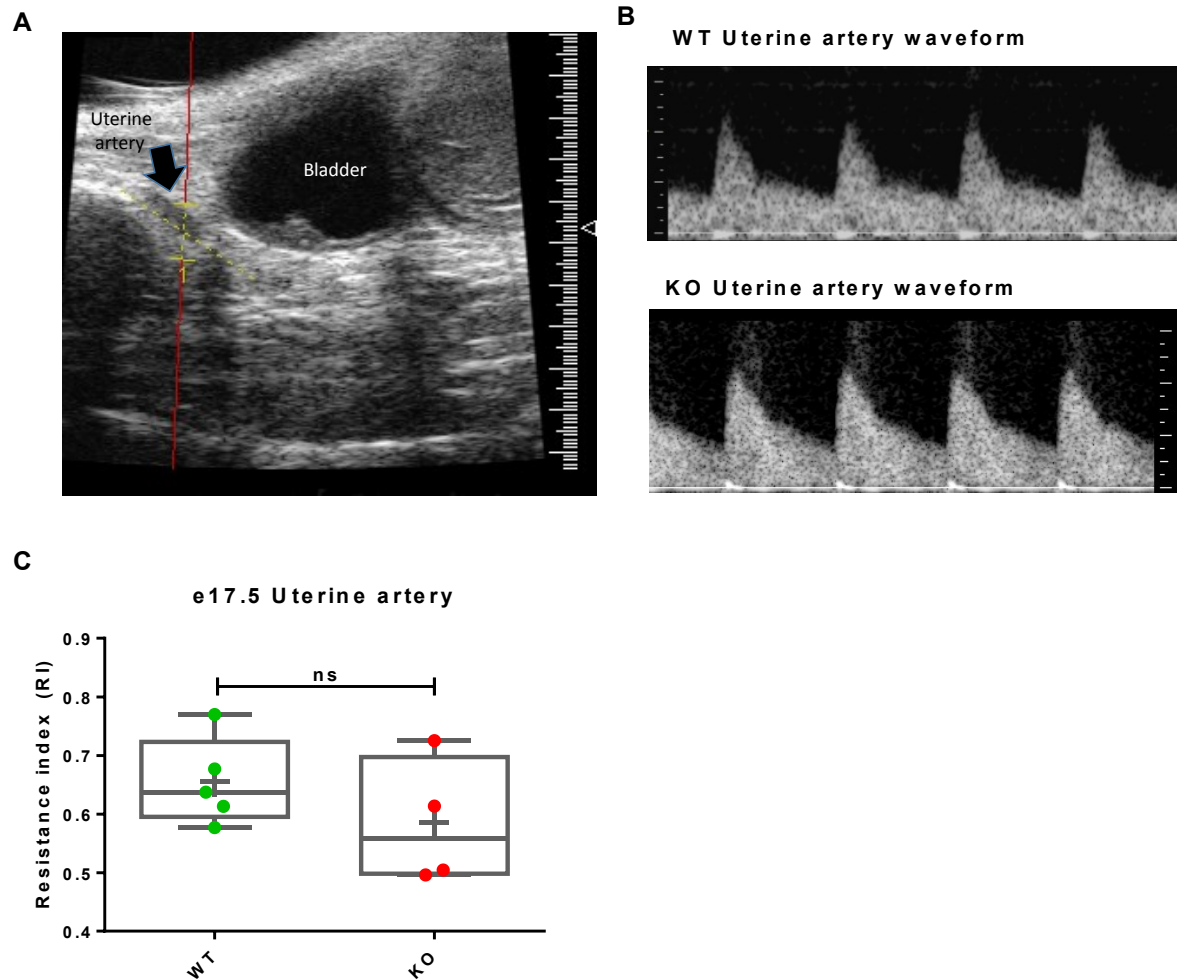 A
Uterine
artery
Bladder
B
WT Uterine artery waveform
KO Uterine artery waveform
C
e17.5 Uterine artery
Resistance index (RI)
0.9
0.8
0.7
0.6
0.5
0.4
ns
WT
KO